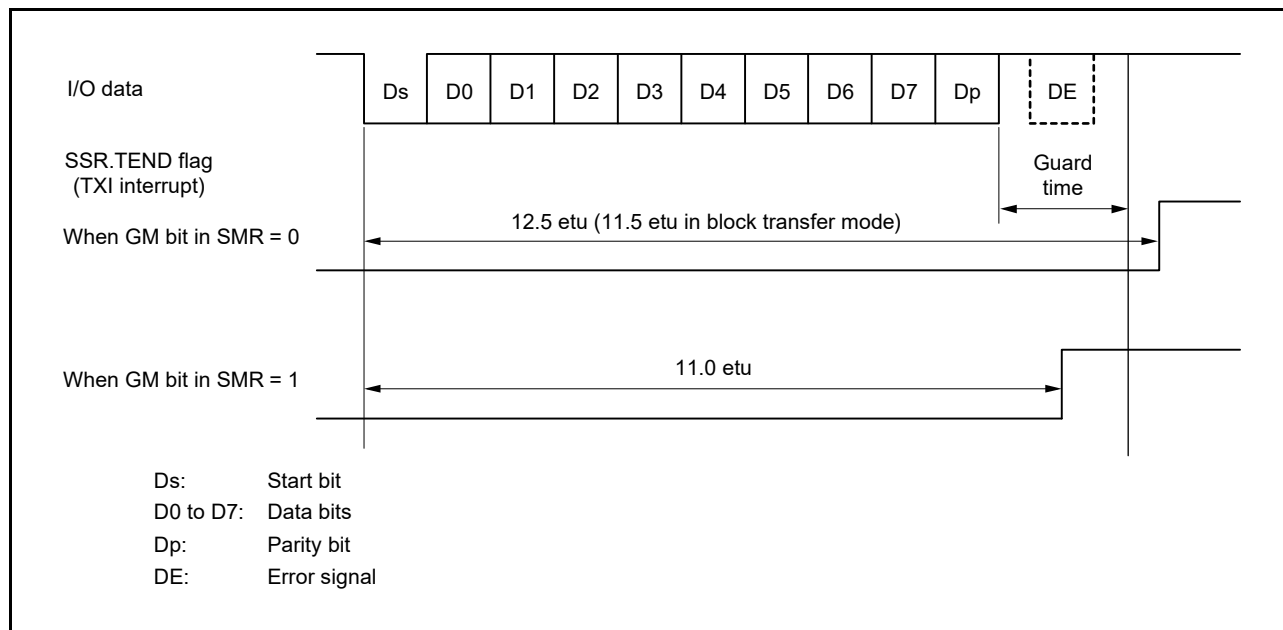 I/O data
Ds D0 D1 D2 D3 D4 D5 D6 D7 Dp DE
SSR.TEND flag
(TXI interrupt)
Guard
time
When GM bit in SMR = 0
12.5 etu (11.5 etu in block transfer mode)
When GM bit in SMR = 1
11.0 etu
Ds: Start bit
D0 to D7: Data bits
Dp: Parity bit
DE: Error signal